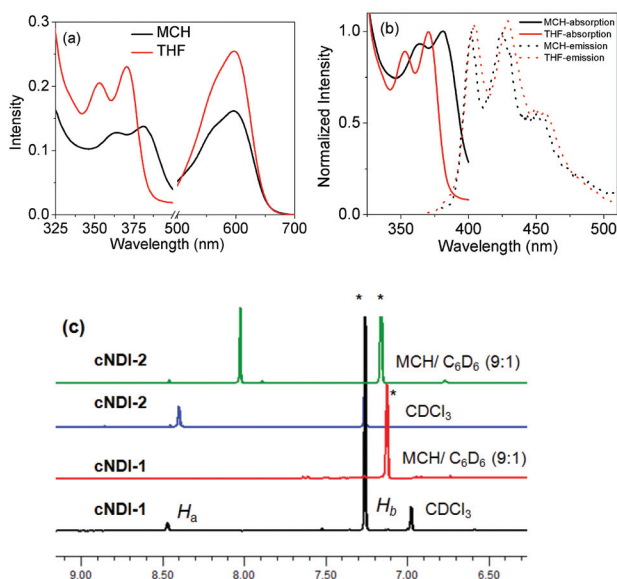 (a)
MCH
THF
Intensity
0.3
0.2
0.1
0.0
325
350
375
500
600
700
Wavelength (nm)
(b)
MCH-absorption
THF-absorption
MCH-emission
THF-emission
Normalized Intensity
1.0
0.5
0.0
350
400
450
500
Wavelength (nm)
(c)
* *
cNDI-2
MCH/ C6D6 (9:1)
cNDI-2
CDCl3
*
cNDI-1
MCH/ C6D6 (9:1)
cNDI-1
Ha
Hb
CDCl3
9.00 8.50 8.00 7.50 7.00 6.50